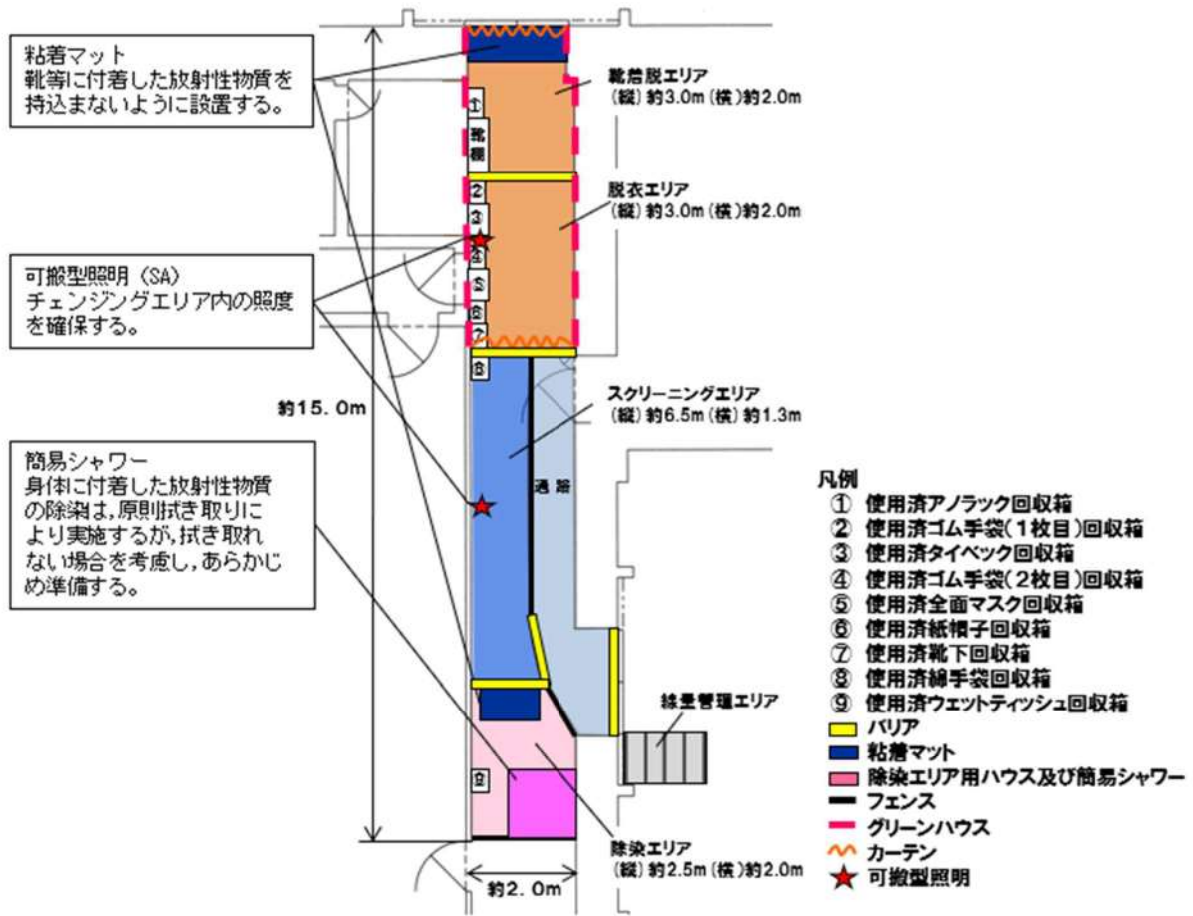 粘着マット
靴等に付着した放射性物質を
持込まないように設置する。
可搬型照明（SA）
チェンジングエリア内の照度
を確保する。
簡易シャワー
身体に付着した放射性物質
の除染は，原則拭き取りに
より実施するが，拭き取れ
ない場合を考慮し，あらかじ
め準備する。
約15．0m
①
靴
棚
②
③
④
⑤
⑥
⑦
⑧
通路
⑨
約2．0m
靴着脱エリア
(縦) 約3.0m (横) 約2.0m
脱衣エリア
(縦) 約3.0m (横) 約2.0m
スクリーニングエリア
(縦) 約6.5m (横) 約1.3m
線量管理エリア
除染エリア
(縦) 約2.5m (横) 約2.0m
凡例
① 使用済アノラック回収箱
② 使用済ゴム手袋(1枚目)回収箱
③ 使用済タイベック回収箱
④ 使用済ゴム手袋(2枚目)回収箱
⑤ 使用済全面マスク回収箱
⑥ 使用済紙帽子回収箱
⑦ 使用済靴下回収箱
⑧ 使用済綿手袋回収箱
⑨ 使用済ウェットティッシュ回収箱
バリア
粘着マット
除染エリア用ハウス及び簡易シャワー
フェンス
グリーンハウス
カーテン
可搬型照明